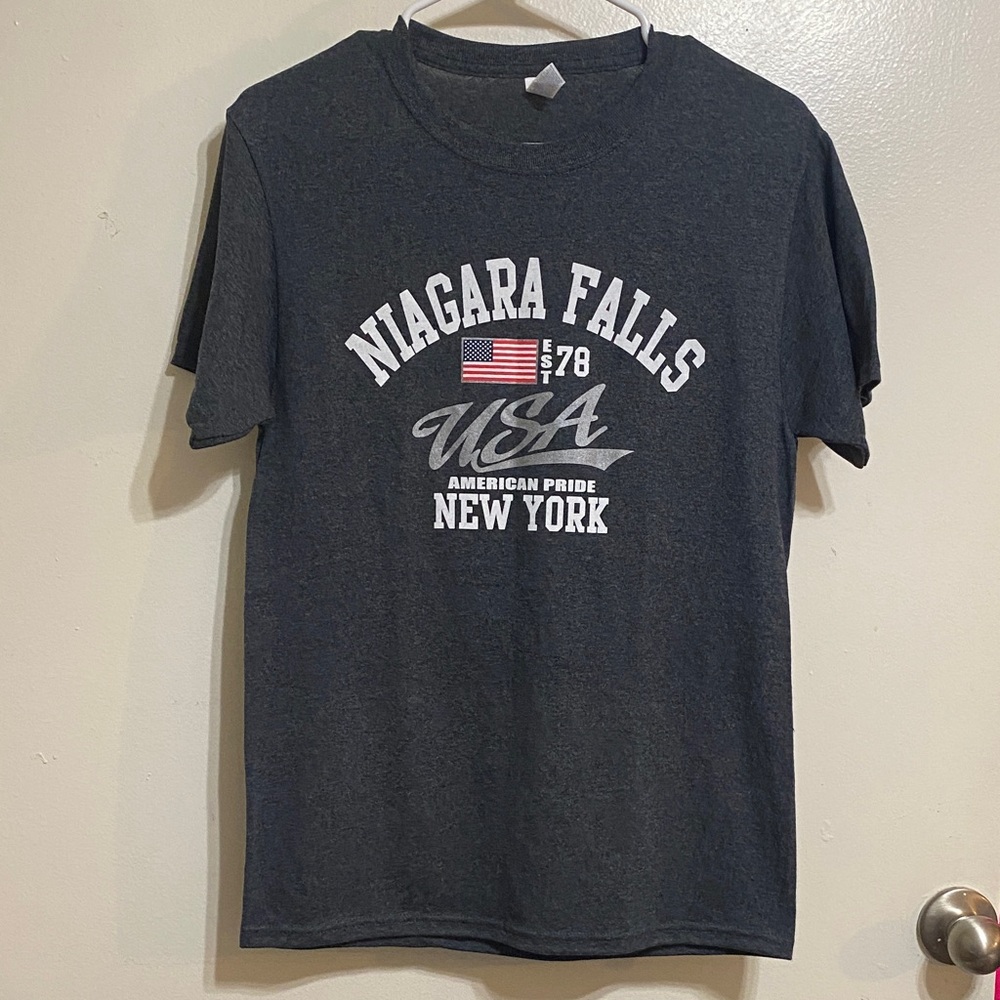 NIAGARA FALLS
EST 78
USA
AMERICAN PRIDE
NEW YORK